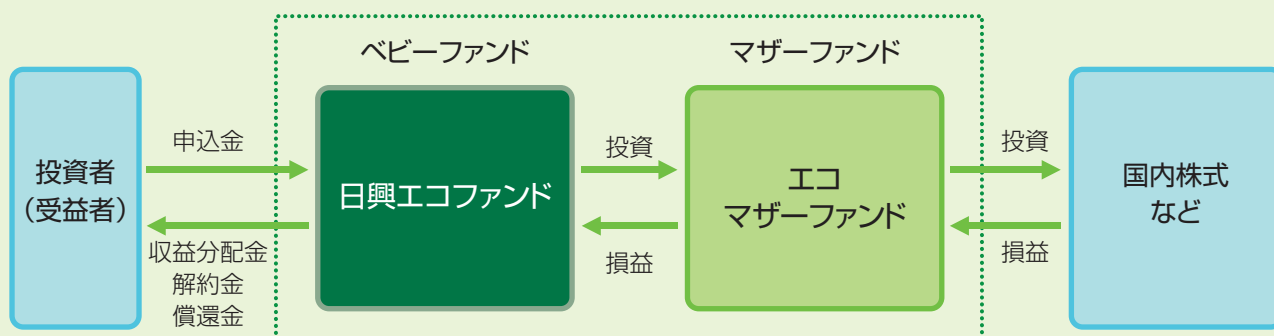 ベビーファンド
マザーファンド
投資者
（受益者）
申込金
収益分配金
解約金
償還金
日興エコファンド
投資
損益
エコ
マザーファンド
投資
損益
国内株式
など